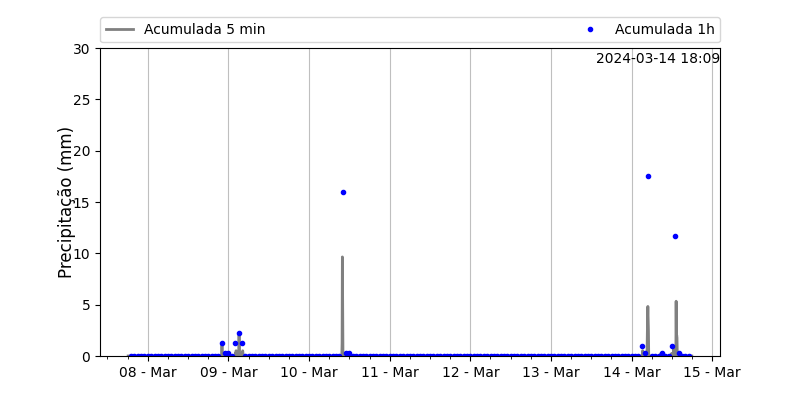 Acumulada 5 min
Acumulada 1h
2024-03-14 18:09
30
25
20
15
10
5
0
Precipitação (mm)
08 - Mar
09 - Mar
10 - Mar
11 - Mar
12 - Mar
13 - Mar
14 - Mar
15 - Mar